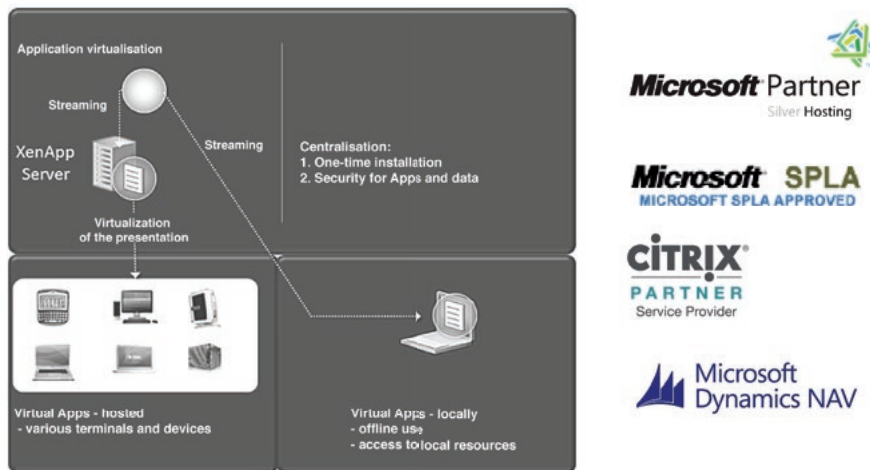 Application virtualisation
Streaming
XenApp
Server
Streaming
Centralisation:
1. One-time installation
2. Security for Apps and data
Virtualization
of the presentation
Virtual Apps - hosted
- various terminals and devices
Virtual Apps - locally
- offline use
- access to local resources
Microsoft Partner
Silver Hosting
Microsoft SPLA
MICROSOFT SPLA APPROVED
CITRIX®
PARTNER
Service Provider
Microsoft
Dynamics NAV